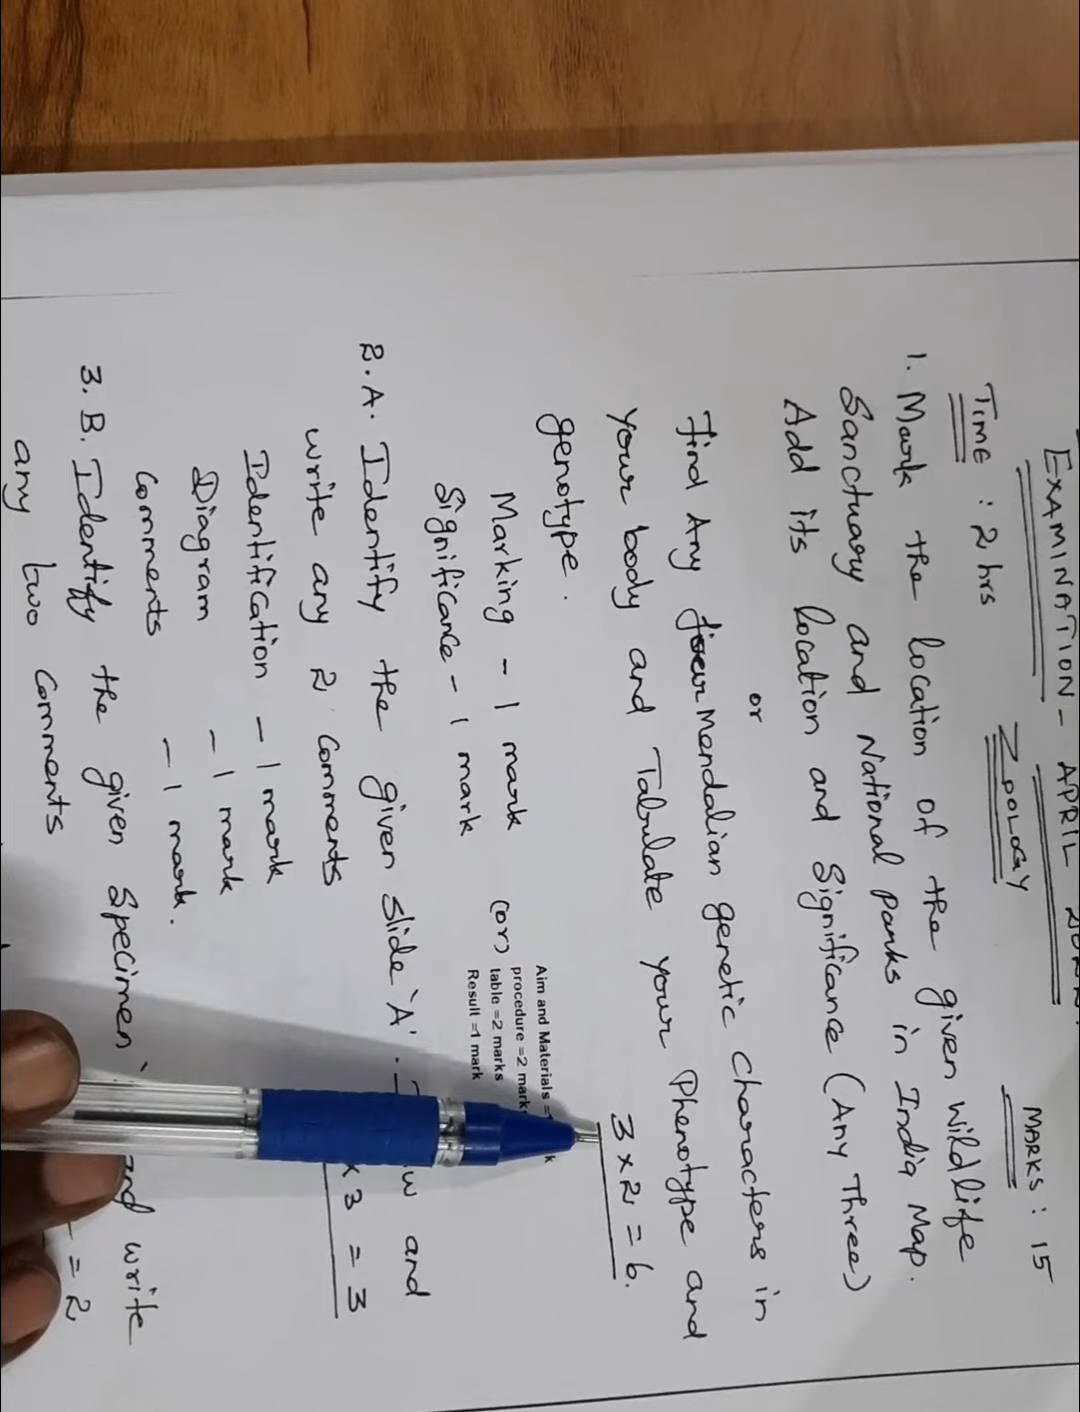 EXAMINATION - APRIL
ZOOLOGY
TIME : 2 hrs MARKS : 15
1. Mark the location of the given wildlife
Sanctuary and National parks in India Map.
Add its location and Significance (Any Three)
or
Find Any four Mendalian genetic characters in
your body and Tabulate your Phenotype and
genotype.
3 x 2 = 6.
Marking - 1 mark
Significance - 1 mark
(or)
Aim and Materials =
procedure =2 mark
table =2 marks
Result =1 mark
2. A. Identify the given slide 'A'. and
write any 2 comments
x 3 = 3
Identification - 1 mark
Diagram - 1 mark
Comments - 1 mark.
3. B. Identify the given Specimen and write
any two comments
= 2